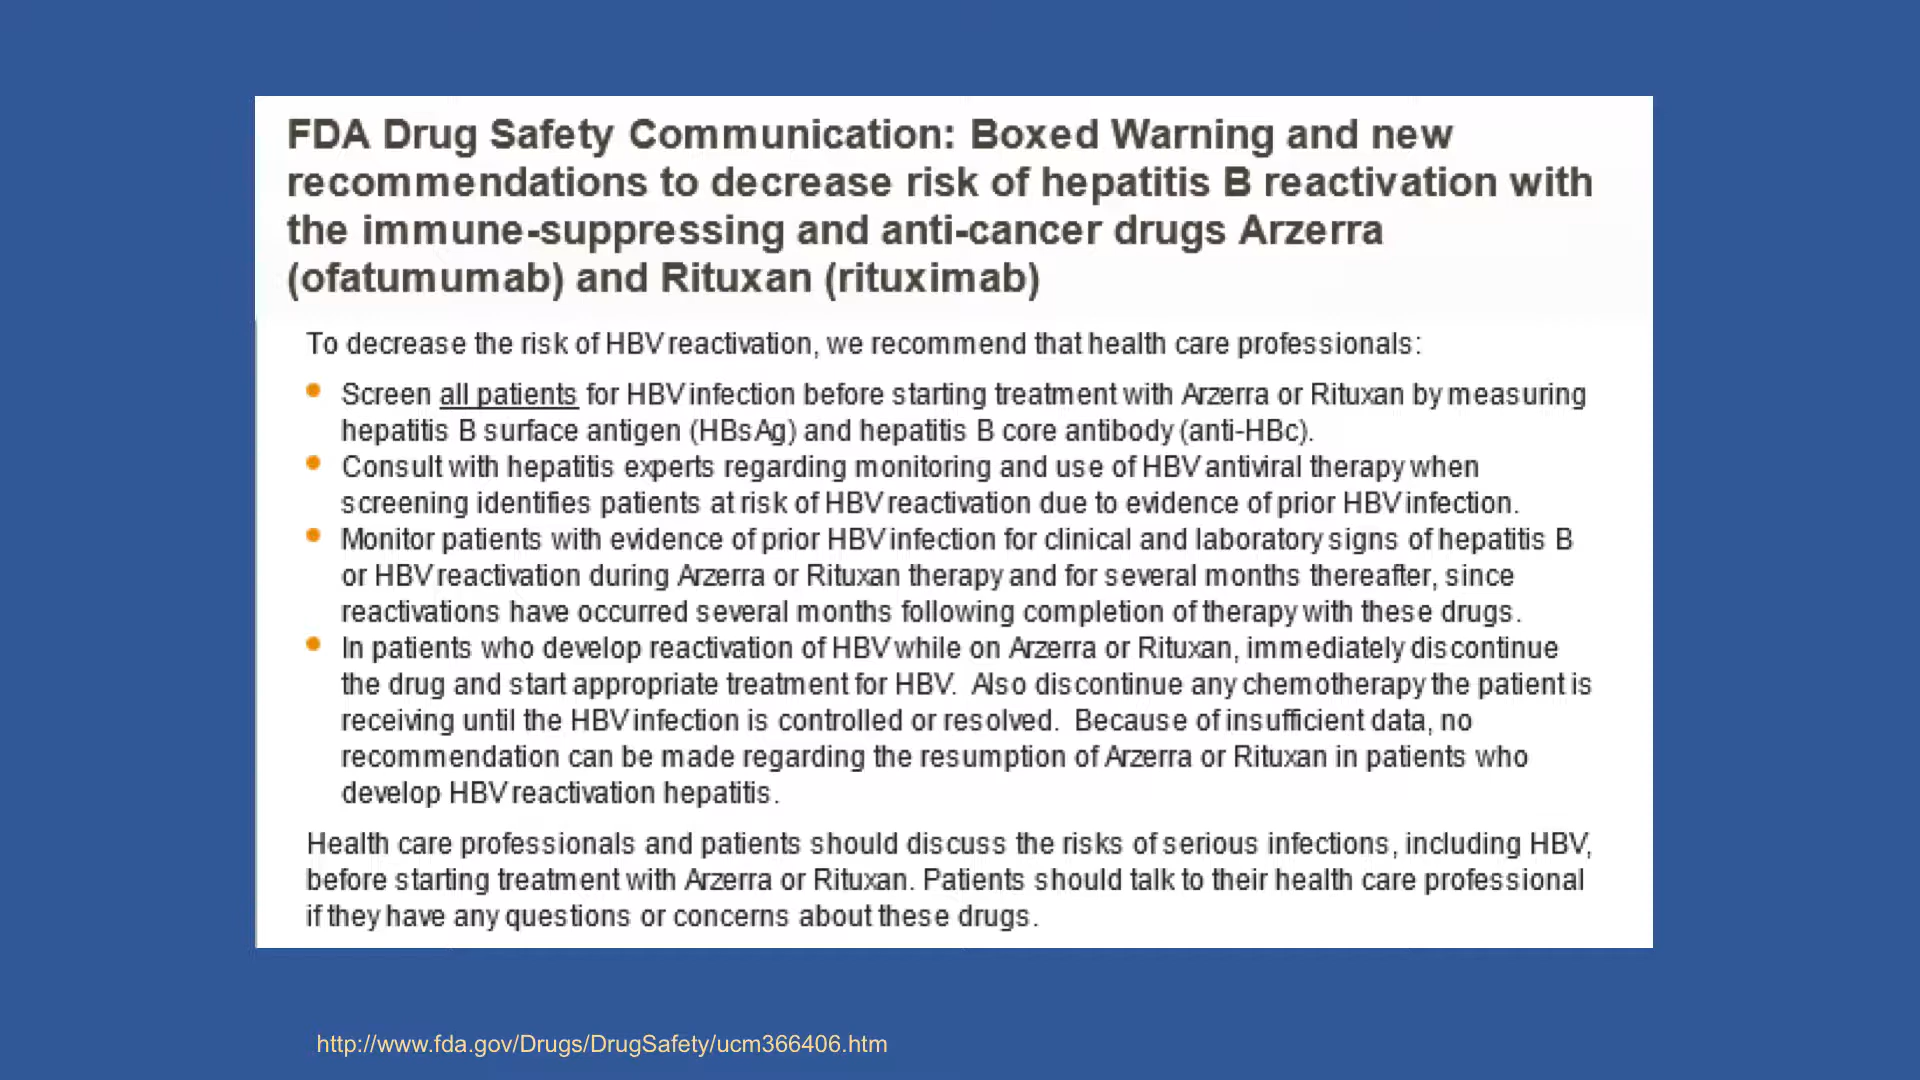 FDA Drug Safety Communication: Boxed Warning and new
recommendations to decrease risk of hepatitis B reactivation with
the immune-suppressing and anti-cancer drugs Arzerra
(ofatumumab) and Rituxan (rituximab)
To decrease the risk of HBV reactivation, we recommend that health care professionals:
Screen all patients for HBV infection before starting treatment with Arzerra or Rituxan by measuring
hepatitis B surface antigen (HBsAg) and hepatitis B core antibody (anti-HBc).
Consult with hepatitis experts regarding monitoring and use of HBV antiviral therapy when
screening identifies patients at risk of HBV reactivation due to evidence of prior HBV infection.
Monitor patients with evidence of prior HBV infection for clinical and laboratory signs of hepatitis B
or HBV reactivation during Arzerra or Rituxan therapy and for several months thereafter, since
reactivations have occurred several months following completion of therapy with these drugs.
In patients who develop reactivation of HBV while on Arzerra or Rituxan, immediately discontinue
the drug and start appropriate treatment for HBV. Also discontinue any chemotherapy the patient is
receiving until the HBV infection is controlled or resolved. Because of insufficient data, no
recommendation can be made regarding the resumption of Arzerra or Rituxan in patients who
develop HBV reactivation hepatitis.
Health care professionals and patients should discuss the risks of serious infections, including HBV,
before starting treatment with Arzerra or Rituxan. Patients should talk to their health care professional
if they have any questions or concerns about these drugs.
http://www.fda.gov/Drugs/DrugSafety/ucm366406.htm